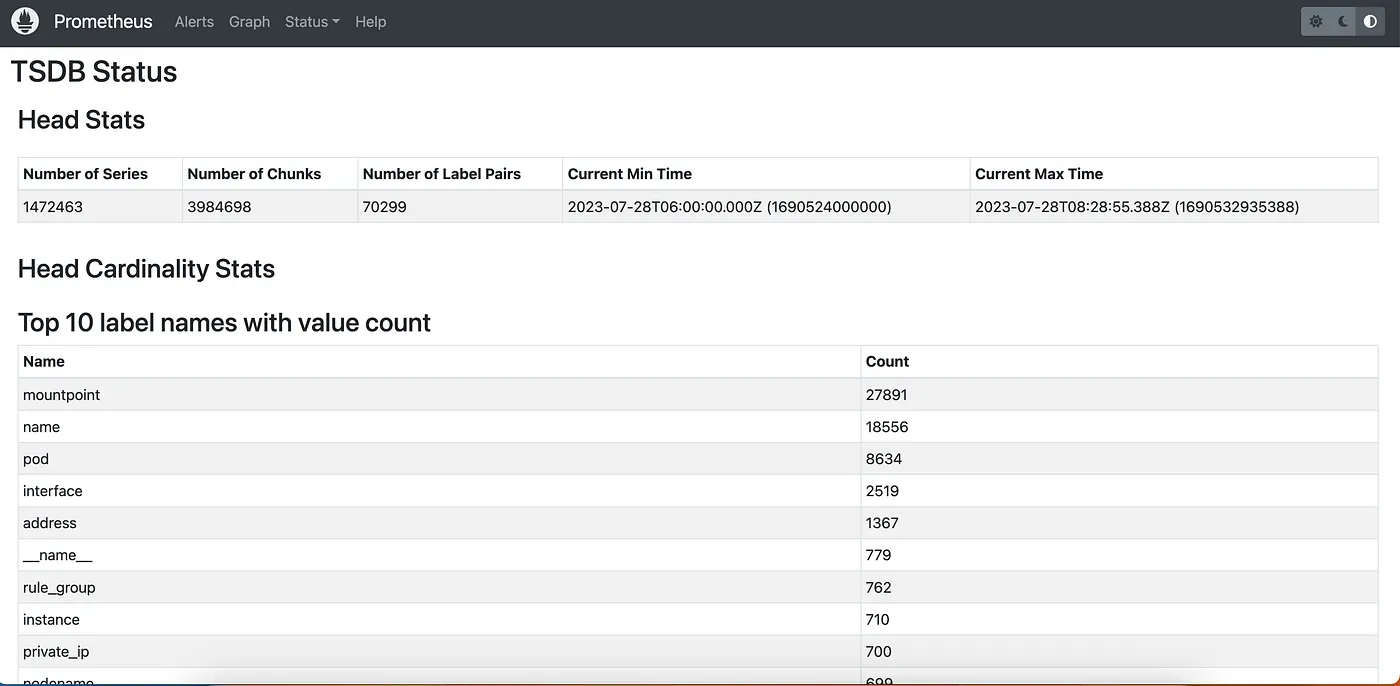 Prometheus Alerts Graph Status Help
TSDB Status
Head Stats
Number of Series Number of Chunks Number of Label Pairs Current Min Time Current Max Time
1472463 3984698 70299 2023-07-28T06:00:00.000Z (1690524000000) 2023-07-28T08:28:55.388Z (1690532935388)
Head Cardinality Stats
Top 10 label names with value count
Name Count
mountpoint 27891
name 18556
pod 8634
interface 2519
address 1367
__name__ 779
rule_group 762
instance 710
private_ip 700
nodename 699